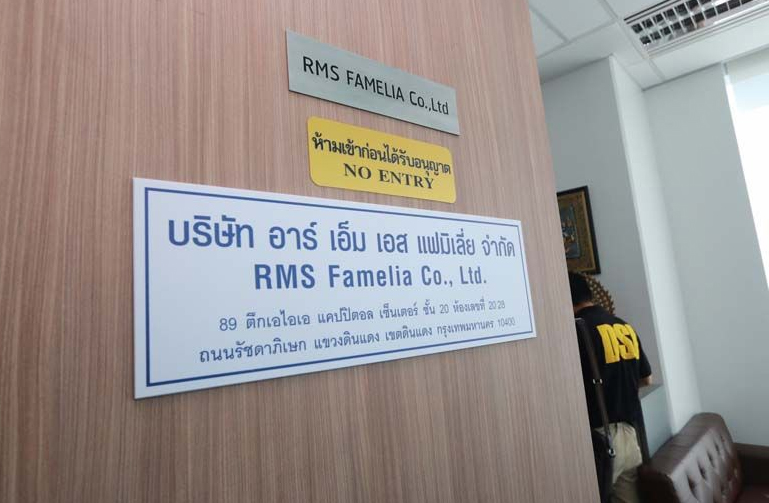 RMS FAMELIA Co.,Ltd
ห้ามเข้าก่อนได้รับอนุญาต
NO ENTRY
บริษัท อาร์ เอ็ม เอส แฟมิเลี่ย จำกัด
RMS Famelia Co., Ltd.
89 ตึกเอไอเอ แคปปิตอล เซ็นเตอร์ ชั้น 20 ห้องเลขที่ 2028
ถนนรัชดาภิเษก แขวงดินแดง เขตดินแดง กรุงเทพมหานคร 10400
DSI